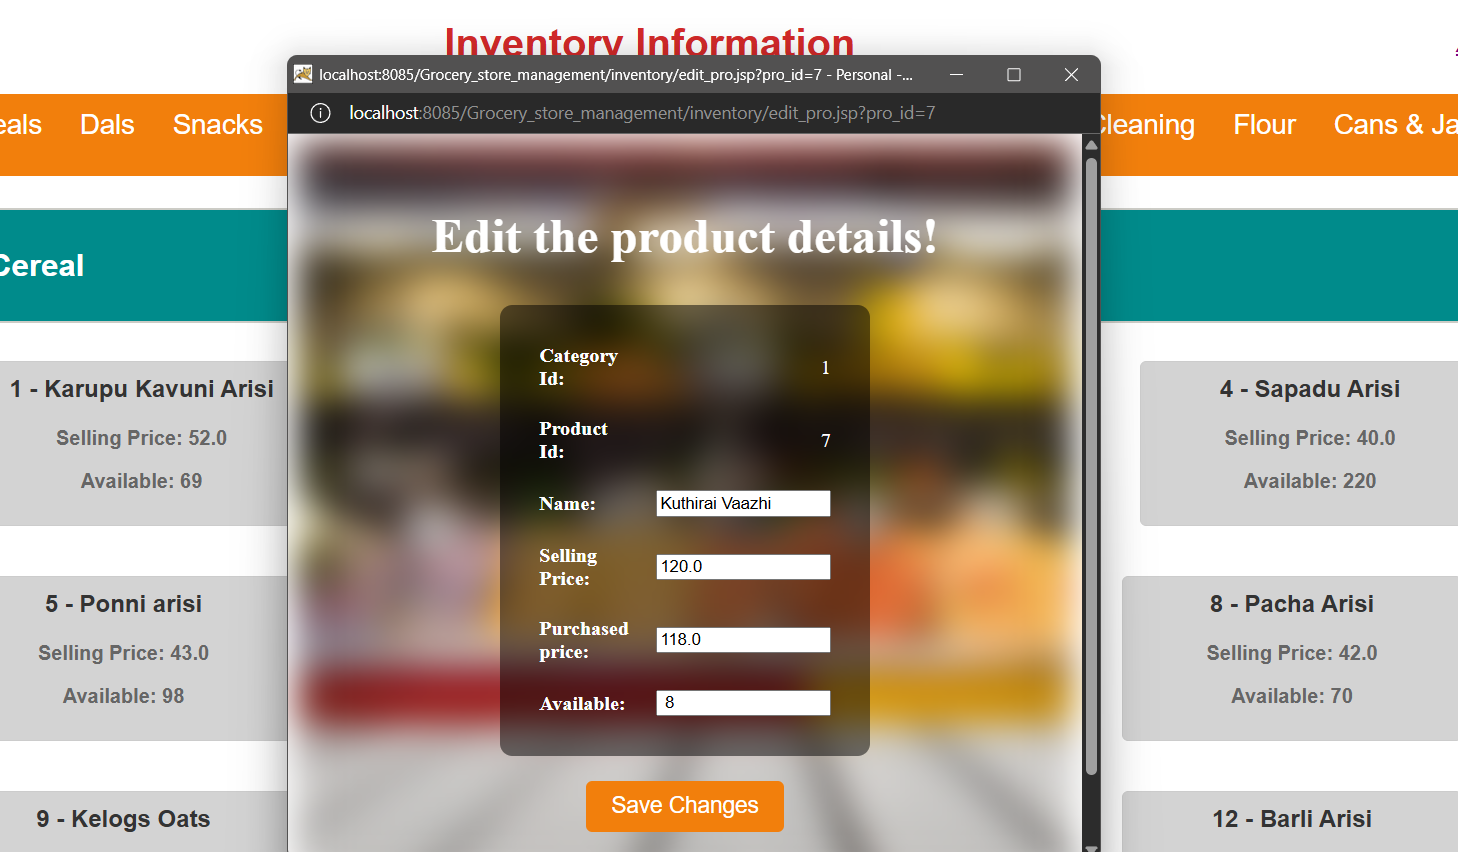 Inventory Information
localhost:8085/Grocery_store_management/inventory/edit_pro.jsp?pro_id=7 - Personal -...
localhost:8085/Grocery_store_management/inventory/edit_pro.jsp?pro_id=7
eals Dals Snacks Cleaning Flour Cans & Ja
Cereal
Edit the product details!
Category
Id:
1
Product
Id:
7
Name:
Kuthirai Vaazhi
Selling
Price:
120.0
Purchased
price:
118.0
Available:
8
Save Changes
1 - Karupu Kavuni Arisi
Selling Price: 52.0
Available: 69
4 - Sapadu Arisi
Selling Price: 40.0
Available: 220
5 - Ponni arisi
Selling Price: 43.0
Available: 98
8 - Pacha Arisi
Selling Price: 42.0
Available: 70
9 - Kelogs Oats
12 - Barli Arisi